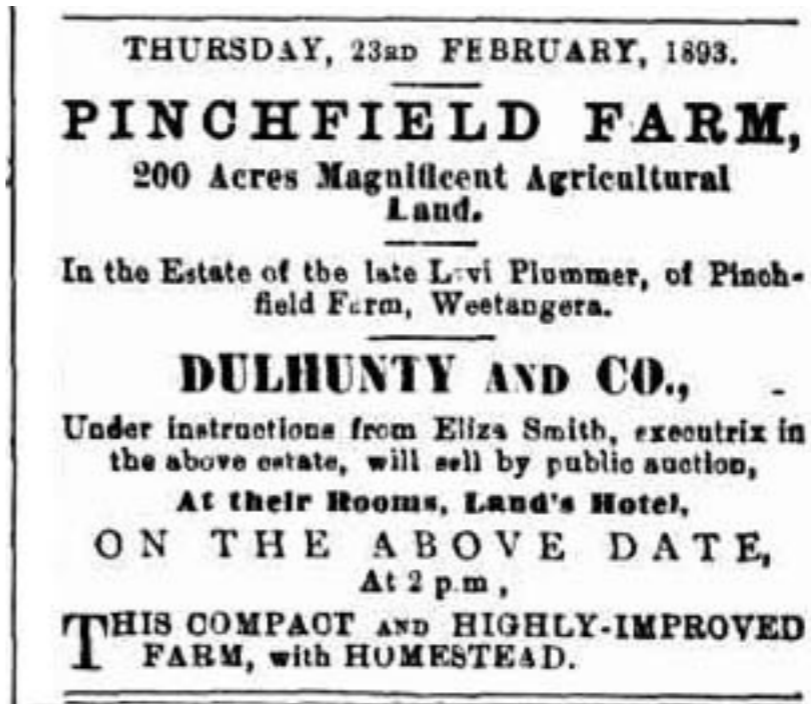 THURSDAY, 23RD FEBRUARY, 1893.
PINCHFIELD FARM,
200 Acres Magnificent Agricultural
Land.
In the Estate of the late Levi Plummer, of Pinch-
field Farm, Weetangera.
DULHUNTY AND CO.,
Under instructions from Eliza Smith, executrix in
the above estate, will sell by public auction,
At their Rooms, Land's Hotel,
ON THE ABOVE DATE,
At 2 p.m,
THIS COMPACT AND HIGHLY-IMPROVED
FARM, with HOMESTEAD.